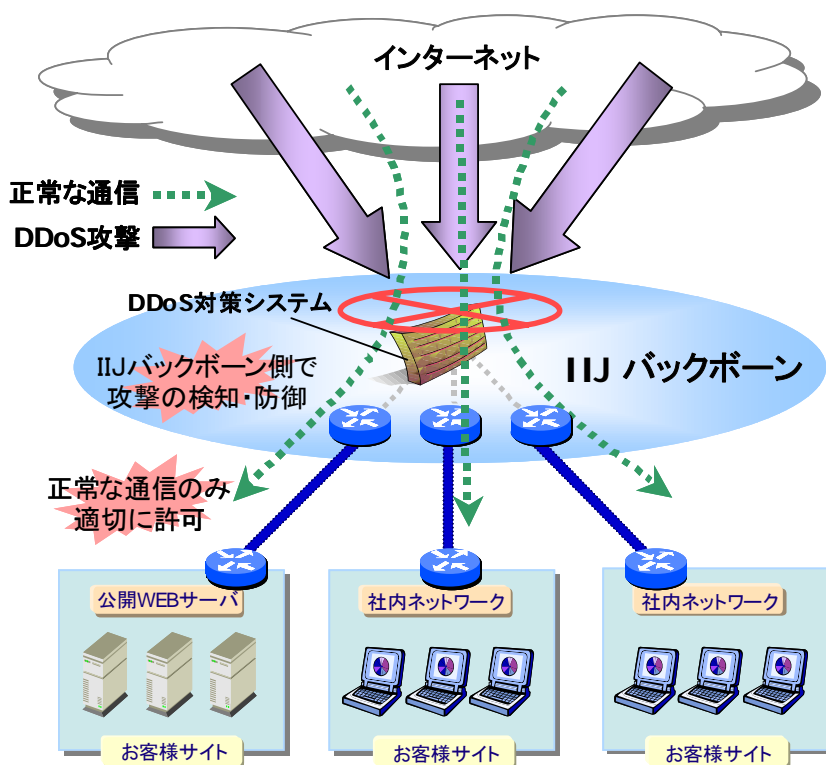 インターネット
正常な通信
DDoS攻撃
DDoS対策システム
IIJバックボーン側で
攻撃の検知・防御
IIJ バックボーン
正常な通信のみ
適切に許可
公開WEBサーバ
社内ネットワーク
社内ネットワーク
お客様サイト
お客様サイト
お客様サイト